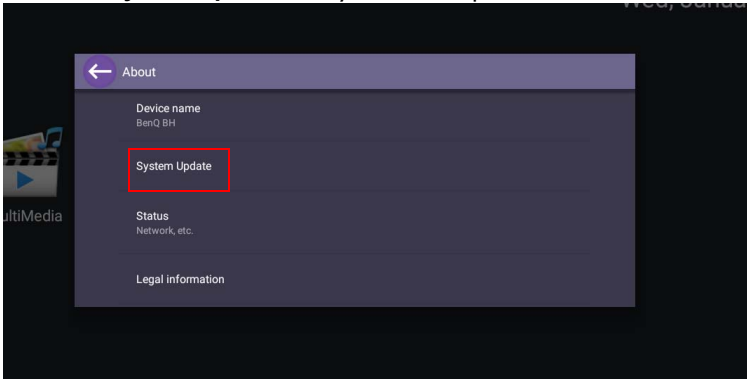 About
Device name
BenQ BH
System Update
ultiMedia
Status
Network, etc.
Legal information